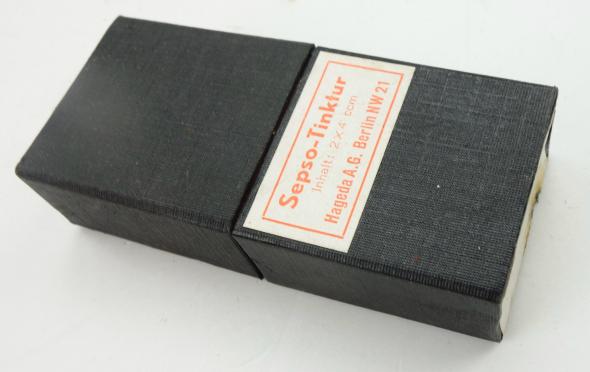 Sepso-Tinktur
Inhalt: 2 x 4 ccm
Hageda A.G. Berlin NW 21